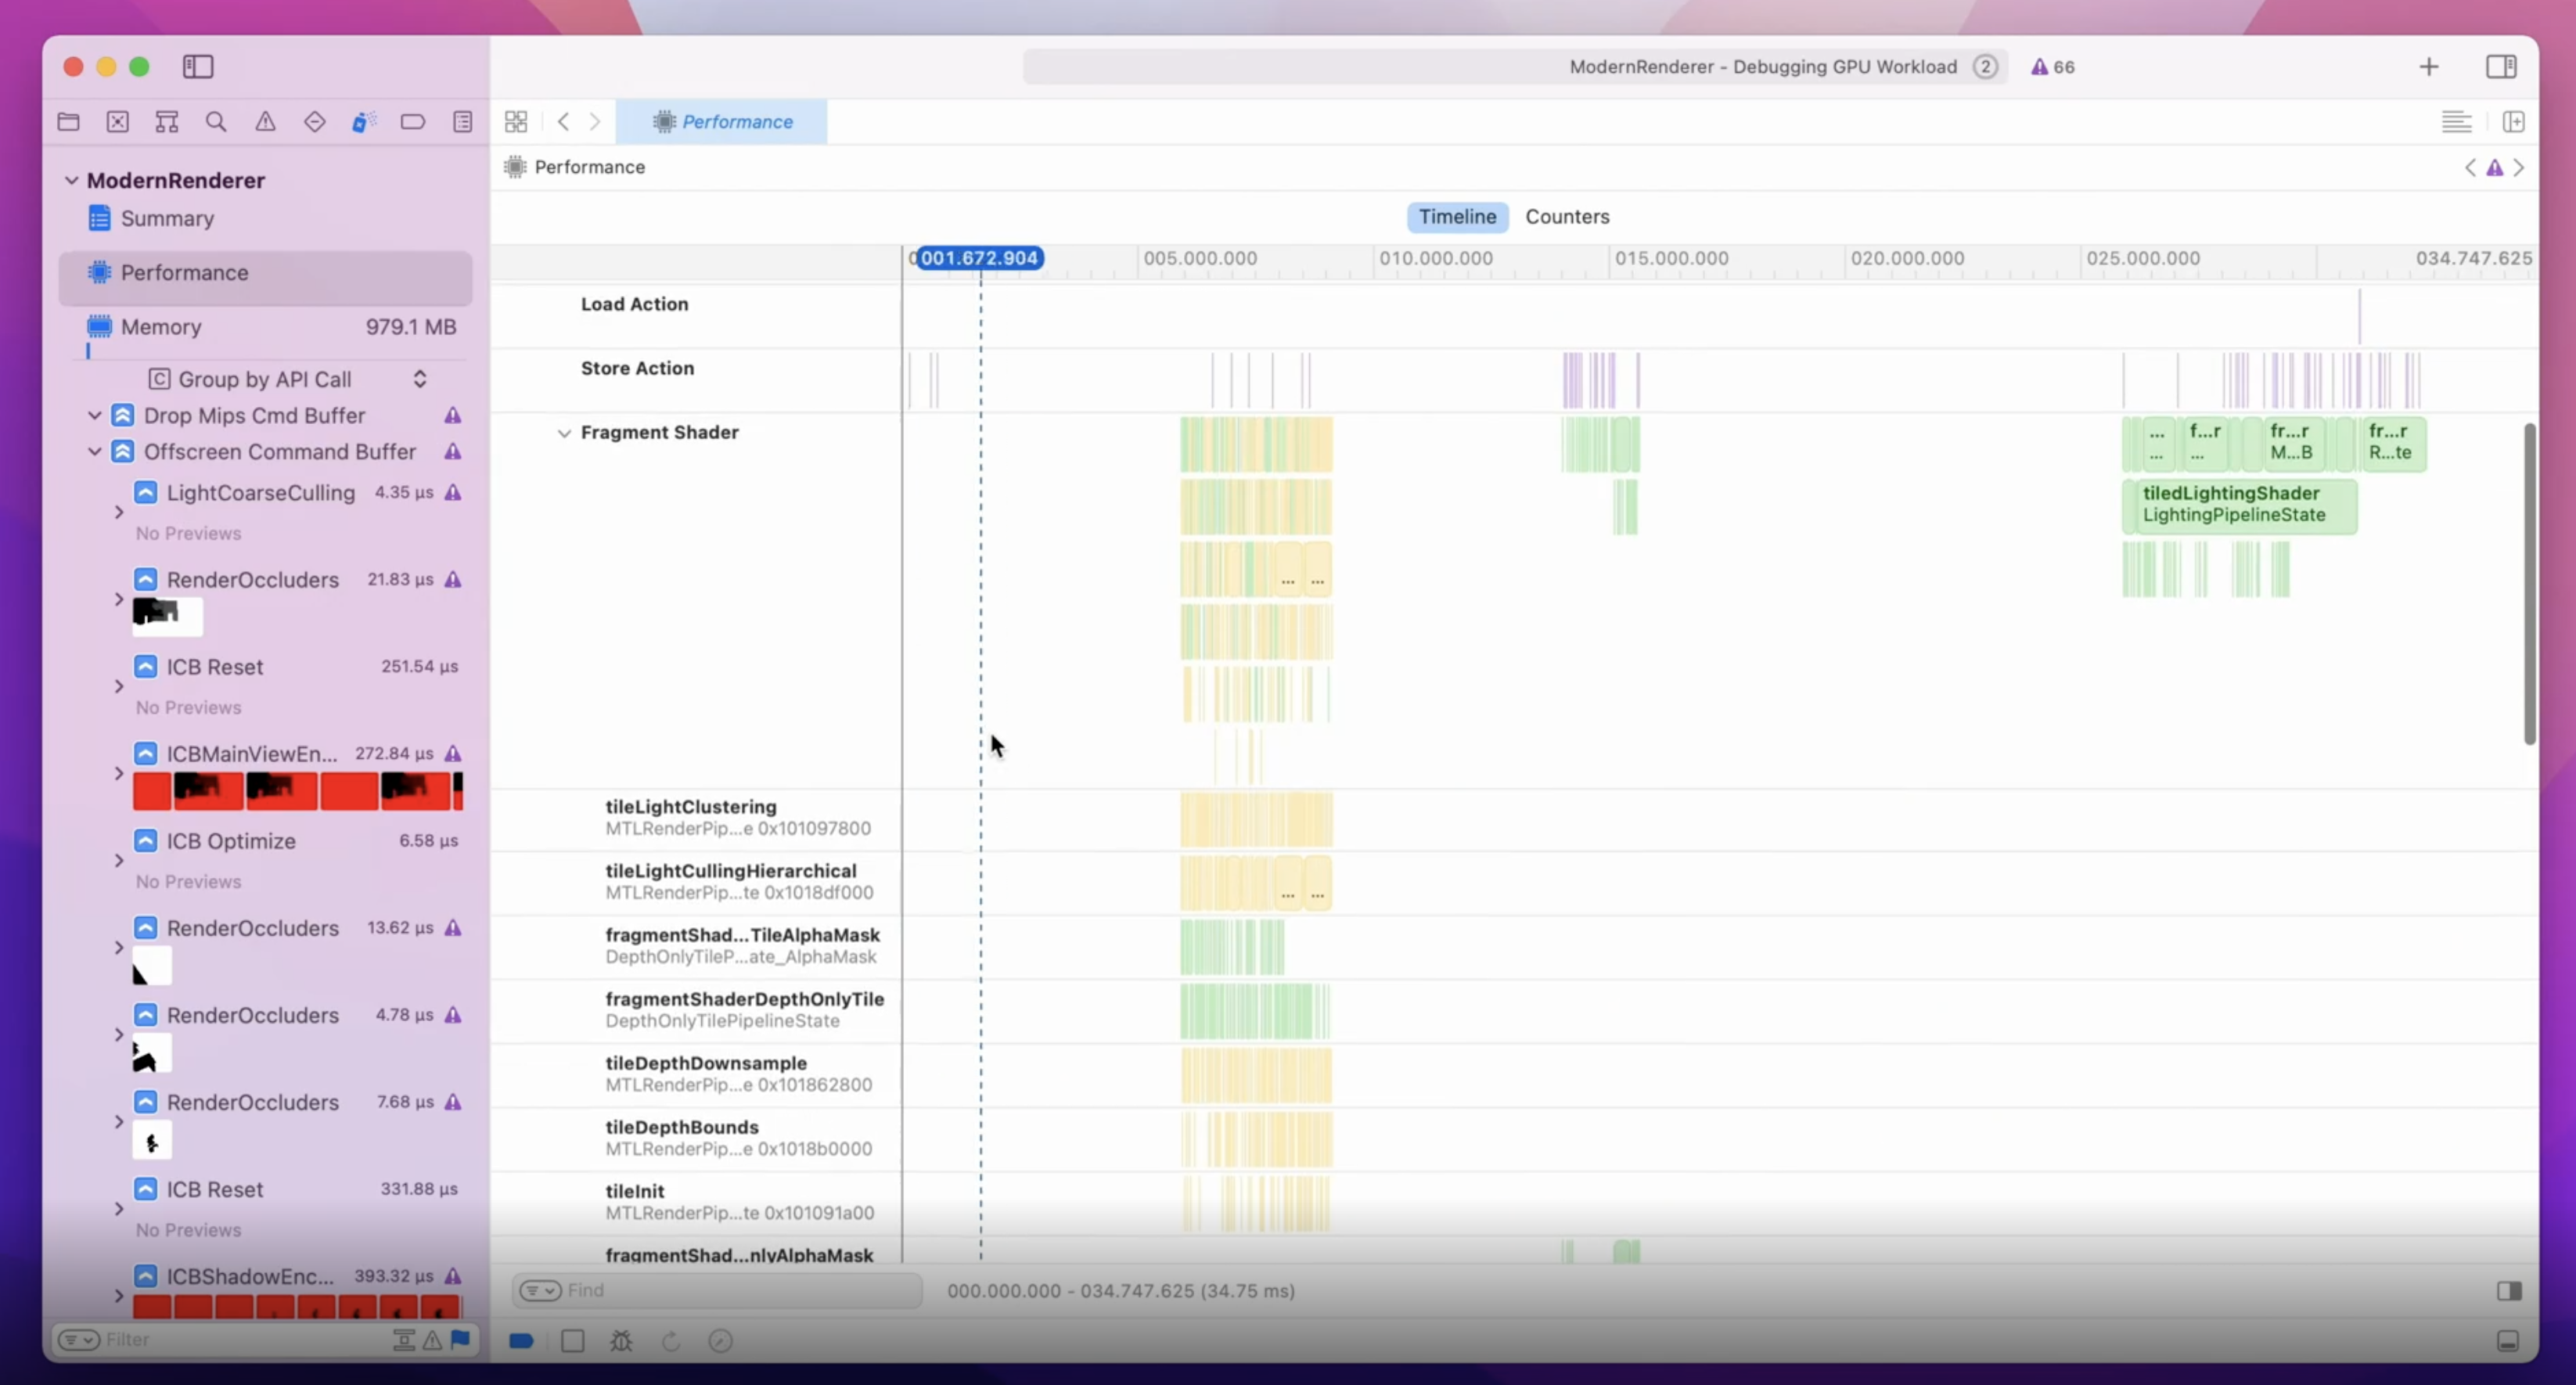 ModernRenderer - Debugging GPU Workload 2 66
Performance
Performance
Timeline Counters
ModernRenderer
Summary
Performance
Memory 979.1 MB
Group by API Call
Drop Mips Cmd Buffer
Offscreen Command Buffer
LightCoarseCulling 4.35 µs
No Previews
RenderOccluders 21.83 µs
ICB Reset 251.54 µs
No Previews
ICBMainViewEn... 272.84 µs
ICB Optimize 6.58 µs
No Previews
RenderOccluders 13.62 µs
RenderOccluders 4.78 µs
RenderOccluders 7.68 µs
ICB Reset 331.88 µs
No Previews
ICBShadowEnc... 393.32 µs
Filter
001.672.904 005.000.000 010.000.000 015.000.000 020.000.000 025.000.000 034.747.625
Load Action
Store Action
Fragment Shader
... f...r fr...r fr...r
... ... M...B R...te
tiledLightingShader
LightingPipelineState
... ...
tileLightClustering
MTLRenderPip...e 0x101097800
tileLightCullingHierarchical
MTLRenderPip...te 0x1018df000
... ...
fragmentShad...TileAlphaMask
DepthOnlyTileP...ate_AlphaMask
fragmentShaderDepthOnlyTile
DepthOnlyTilePipelineState
tileDepthDownsample
MTLRenderPip...e 0x101862800
tileDepthBounds
MTLRenderPip...e 0x1018b0000
tileInit
MTLRenderPip...te 0x101091a00
fragmentShad...nlyAlphaMask
Find
000.000.000 - 034.747.625 (34.75 ms)